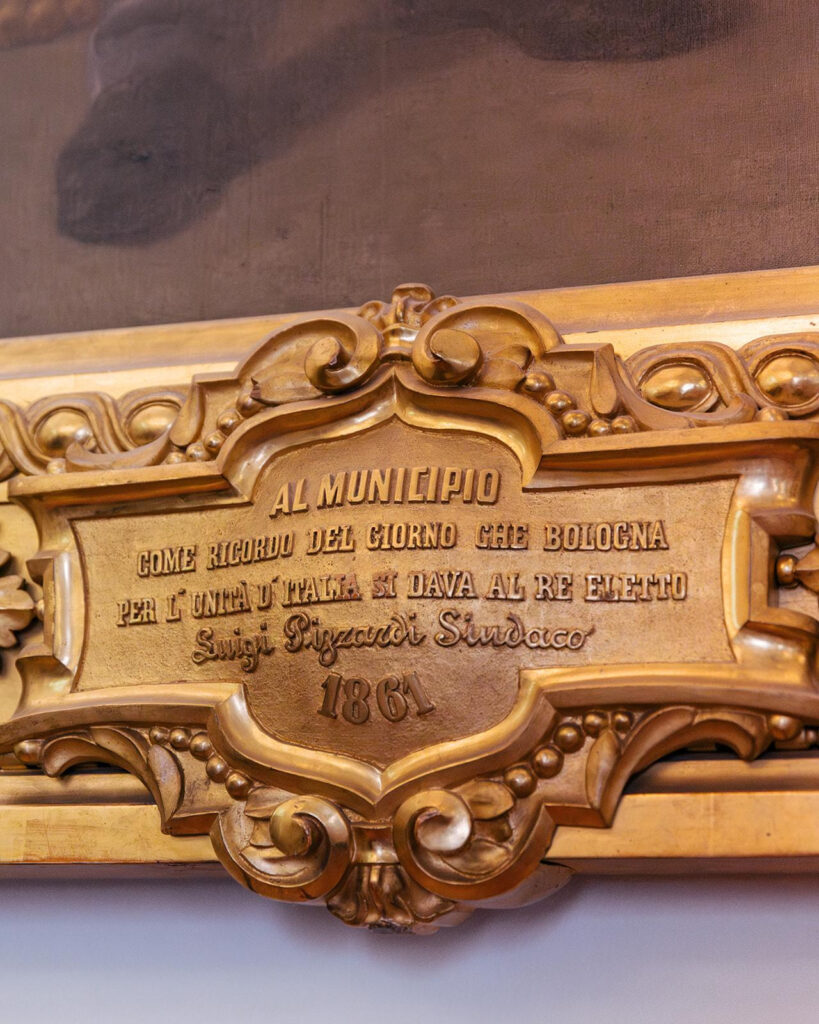 AL MUNICIPIO
COME RICORDO DEL GIORNO CHE BOLOGNA
PER L'UNITÀ D'ITALIA SI DAVA AL RE ELETTO
Luigi Pizzardi Sindaco
1861